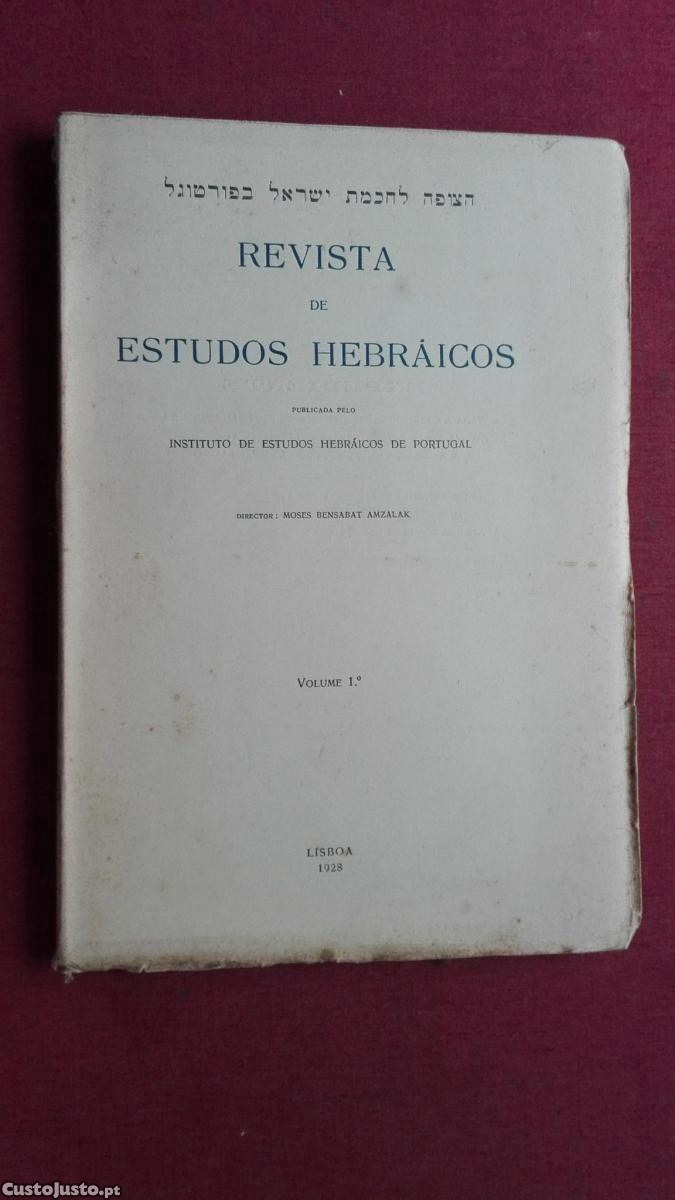 הצופה לחכמת ישראל בפורטוגל
REVISTA
DE
ESTUDOS HEBRÁICOS
PUBLICADA PELO
INSTITUTO DE ESTUDOS HEBRÁICOS DE PORTUGAL
DIRECTOR: MOSES BENSABAT AMZALAK
VOLUME I.º
LISBOA
1928
CustoJusto.pt